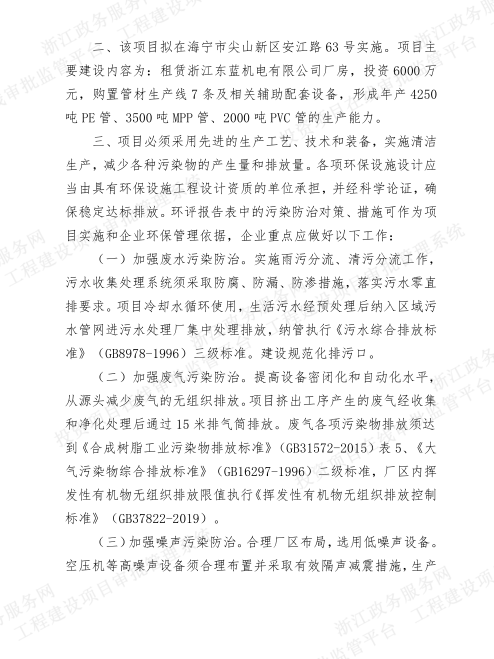 二、该项目拟在海宁市尖山新区安江路 63 号实施。项目主
要建设内容为：租赁浙江东蓝机电有限公司厂房，投资 6000 万
元，购置管材生产线 7 条及相关辅助配套设备，形成年产 4250
吨 PE 管、3500 吨 MPP 管、2000 吨 PVC 管的生产能力。
三、项目必须采用先进的生产工艺、技术和装备，实施清洁
生产，减少各种污染物的产生量和排放量。各项环保设施设计应
当由具有环保设施工程设计资质的单位承担，并经科学论证，确
保稳定达标排放。环评报告表中的污染防治对策、措施可作为项
目实施和企业环保管理依据，企业重点应做好以下工作：
（一）加强废水污染防治。实施雨污分流、清污分流工作，
污水收集处理系统须采取防腐、防漏、防渗措施，落实污水零直
排要求。项目冷却水循环使用，生活污水经预处理后纳入区域污
水管网进污水处理厂集中处理排放，纳管执行《污水综合排放标
准》（GB8978-1996）三级标准。建设规范化排污口。
（二）加强废气污染防治。提高设备密闭化和自动化水平，
从源头减少废气的无组织排放。项目挤出工序产生的废气经收集
和净化处理后通过 15 米排气筒排放。废气各项污染物排放须达
到《合成树脂工业污染物排放标准》（GB31572-2015）表 5、《大
气污染物综合排放标准》（GB16297-1996）二级标准，厂区内挥
发性有机物无组织排放限值执行《挥发性有机物无组织排放控制
标准》（GB37822-2019）。
（三）加强噪声污染防治。合理厂区布局，选用低噪声设备。
空压机等高噪声设备须合理布置并采取有效隔声减震措施，生产
浙江政务服务网
工程建设项目审批监管平台